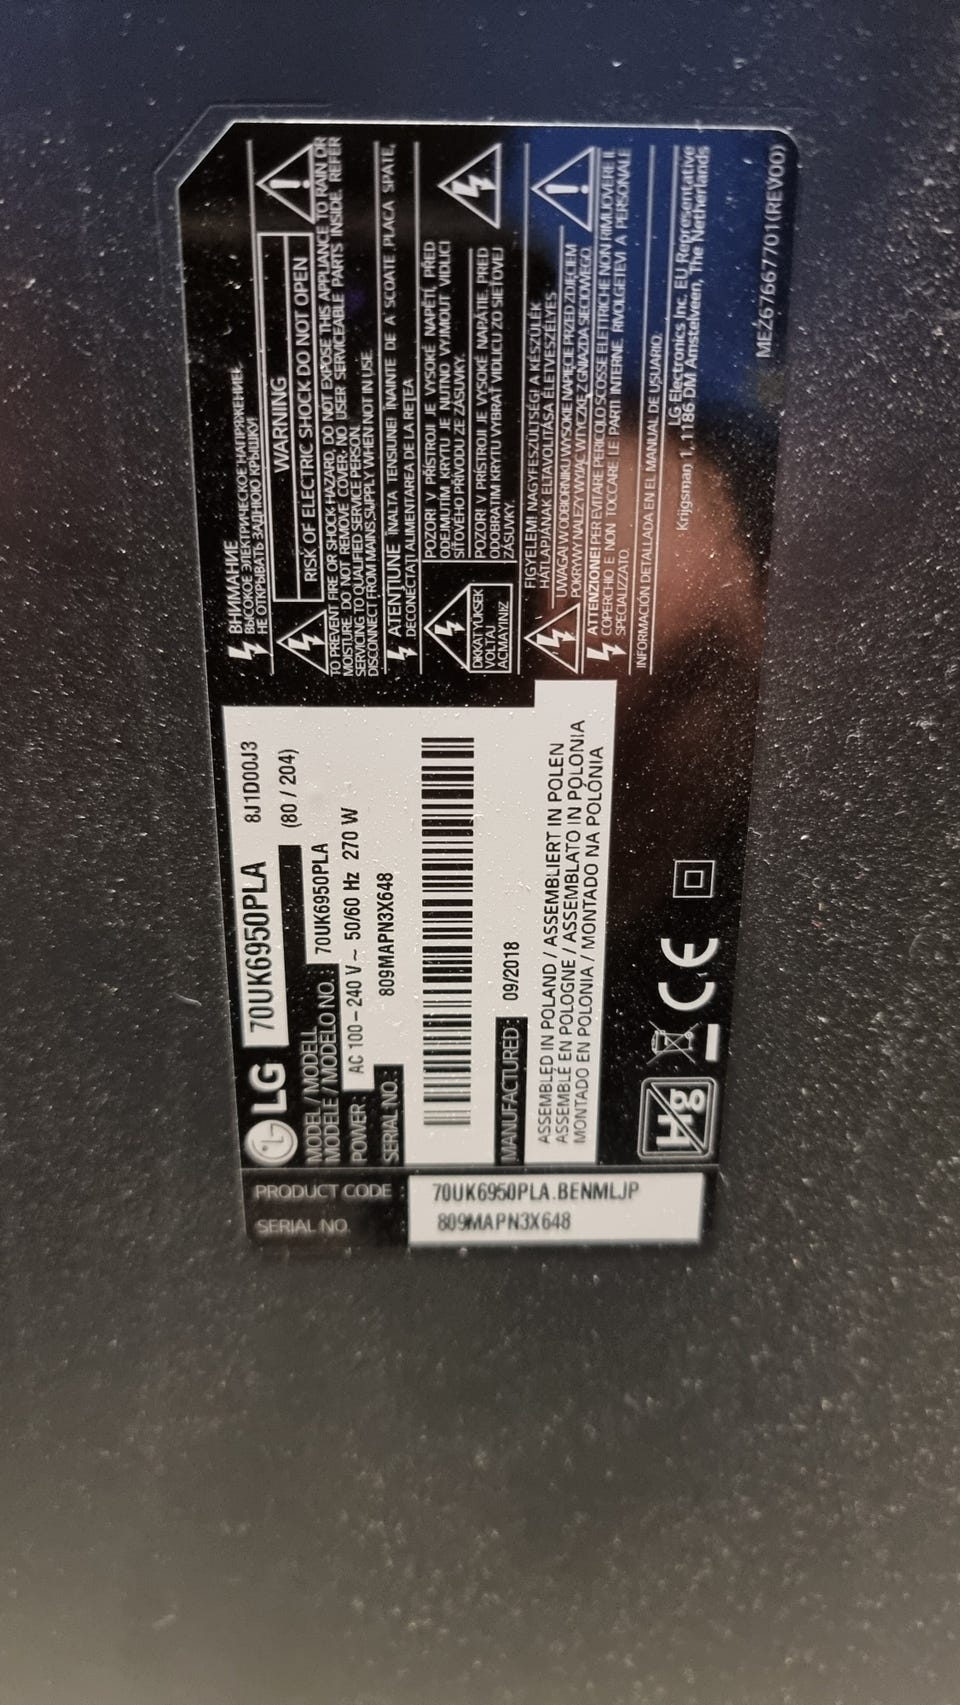 LG 70UK6950PLA 8J1D00J3
(80 / 204)
MODEL / MODELL
MODÈLE / MODELO NO. : 70UK6950PLA
POWER : AC 100 – 240 V ~ 50/60 Hz 270 W
SERIAL NO. : 809MAPN3X648
MANUFACTURED : 09/2018
ASSEMBLED IN POLAND / ASSEMBLIERT IN POLEN
ASSEMBLÉ EN POLOGNE / ASSEMBLATO IN POLONIA
MONTADO EN POLONIA / MONTADO NA POLÓNIA
Hg
CE
PRODUCT CODE : 70UK6950PLA.BENMLJP
SERIAL NO. 809MAPN3X648
ВНИМАНИЕ
ВЫСОКОЕ ЭЛЕКТРИЧЕСКОЕ НАПРЯЖЕНИЕ!
НЕ ОТКРЫВАТЬ ЗАДНЮЮ КРЫШКУ!
WARNING
RISK OF ELECTRIC SHOCK DO NOT OPEN
TO PREVENT FIRE OR SHOCK HAZARD, DO NOT EXPOSE THIS APPLIANCE TO RAIN OR
MOISTURE. DO NOT REMOVE COVER. NO USER SERVICEABLE PARTS INSIDE. REFER
SERVICING TO QUALIFIED SERVICE PERSON.
DISCONNECT FROM MAINS SUPPLY WHEN NOT IN USE.
ATENŢIUNE ÎNALTA TENSIUNE! ÎNAINTE DE A SCOATE PLACA SPATE,
DECONECTAŢI ALIMENTAREA DE LA REŢEA
DİKKATYÜKSEK
VOLTAJ
AÇMAYINIZ
POZOR! V PŘÍSTROJI JE VYSOKÉ NAPĚTÍ, PŘED
ODEJMUTÍM KRYTU JE NUTNO VYJMOUT VIDLICI
SÍŤOVÉHO PŘÍVODU ZE ZÁSUVKY.
POZOR! V PRÍSTROJI JE VYSOKÉ NAPÄTIE, PRED
ODOBRATÍM KRYTU VYBRAŤ VIDLICU ZO SIEŤOVEJ
ZÁSUVKY.
FIGYELEM! NAGYFESZÜLTSÉG! A KÉSZÜLÉK
HÁTLAPJÁNAK ELTÁVOLÍTÁSA ÉLETVESZÉLYES
UWAGA! W ODBIORNIKU WYSOKIE NAPIĘCIE PRZED ZDJĘCIEM
POKRYWY NALEŻY WYJĄĆ WTYCZKĘ Z GNIAZDA SIECIOWEGO.
ATTENZIONE! PER EVITARE PERICOLO SCOSSE ELETTRICHE NON RIMUOVERE IL
COPERCHIO E NON TOCCARE LE PARTI INTERNE. RIVOLGETEVI A PERSONALE
SPECIALIZZATO.
INFORMACIÓN DETALLADA EN EL MANUAL DE USUARIO.
LG Electronics Inc. EU Representative
Krijgsman 1, 1186 DM Amstelveen, The Netherlands
MEZ67667701(REV00)